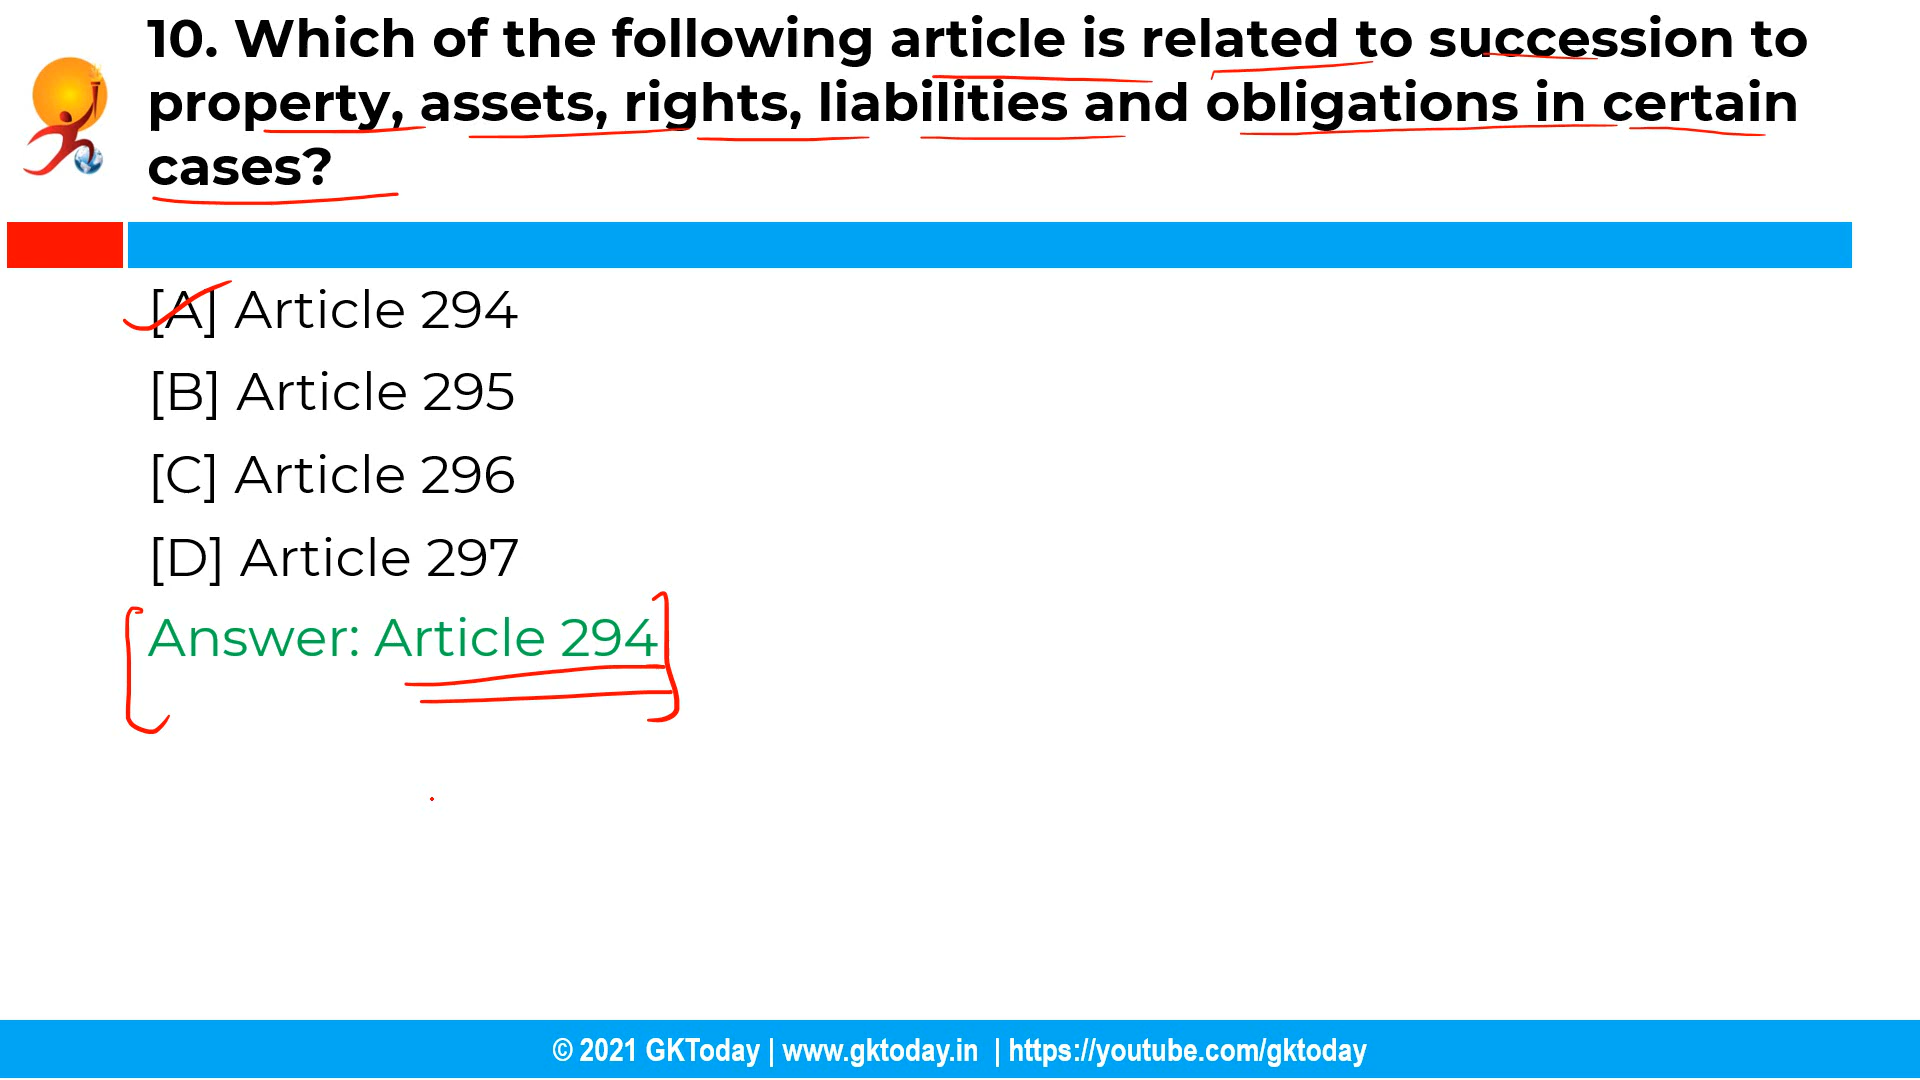 10. Which of the following article is related to succession to
property, assets, rights, liabilities and obligations in certain
cases?
[A] Article 294
[B] Article 295
[C] Article 296
[D] Article 297
Answer: Article 294
© 2021 GKToday | www.gktoday.in | https://youtube.com/gktoday